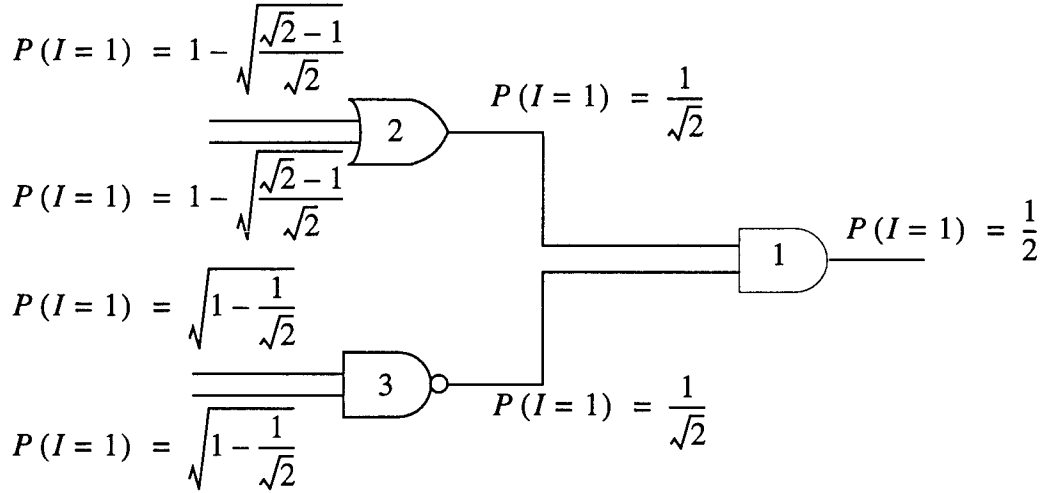 P (I = 1) = 1 − √((√2 − 1)/√2)
P (I = 1) = 1/√2
2
P (I = 1) = 1 − √((√2 − 1)/√2)
P (I = 1) = 1/2
1
P (I = 1) = √(1 − 1/√2)
3
P (I = 1) = 1/√2
P (I = 1) = √(1 − 1/√2)